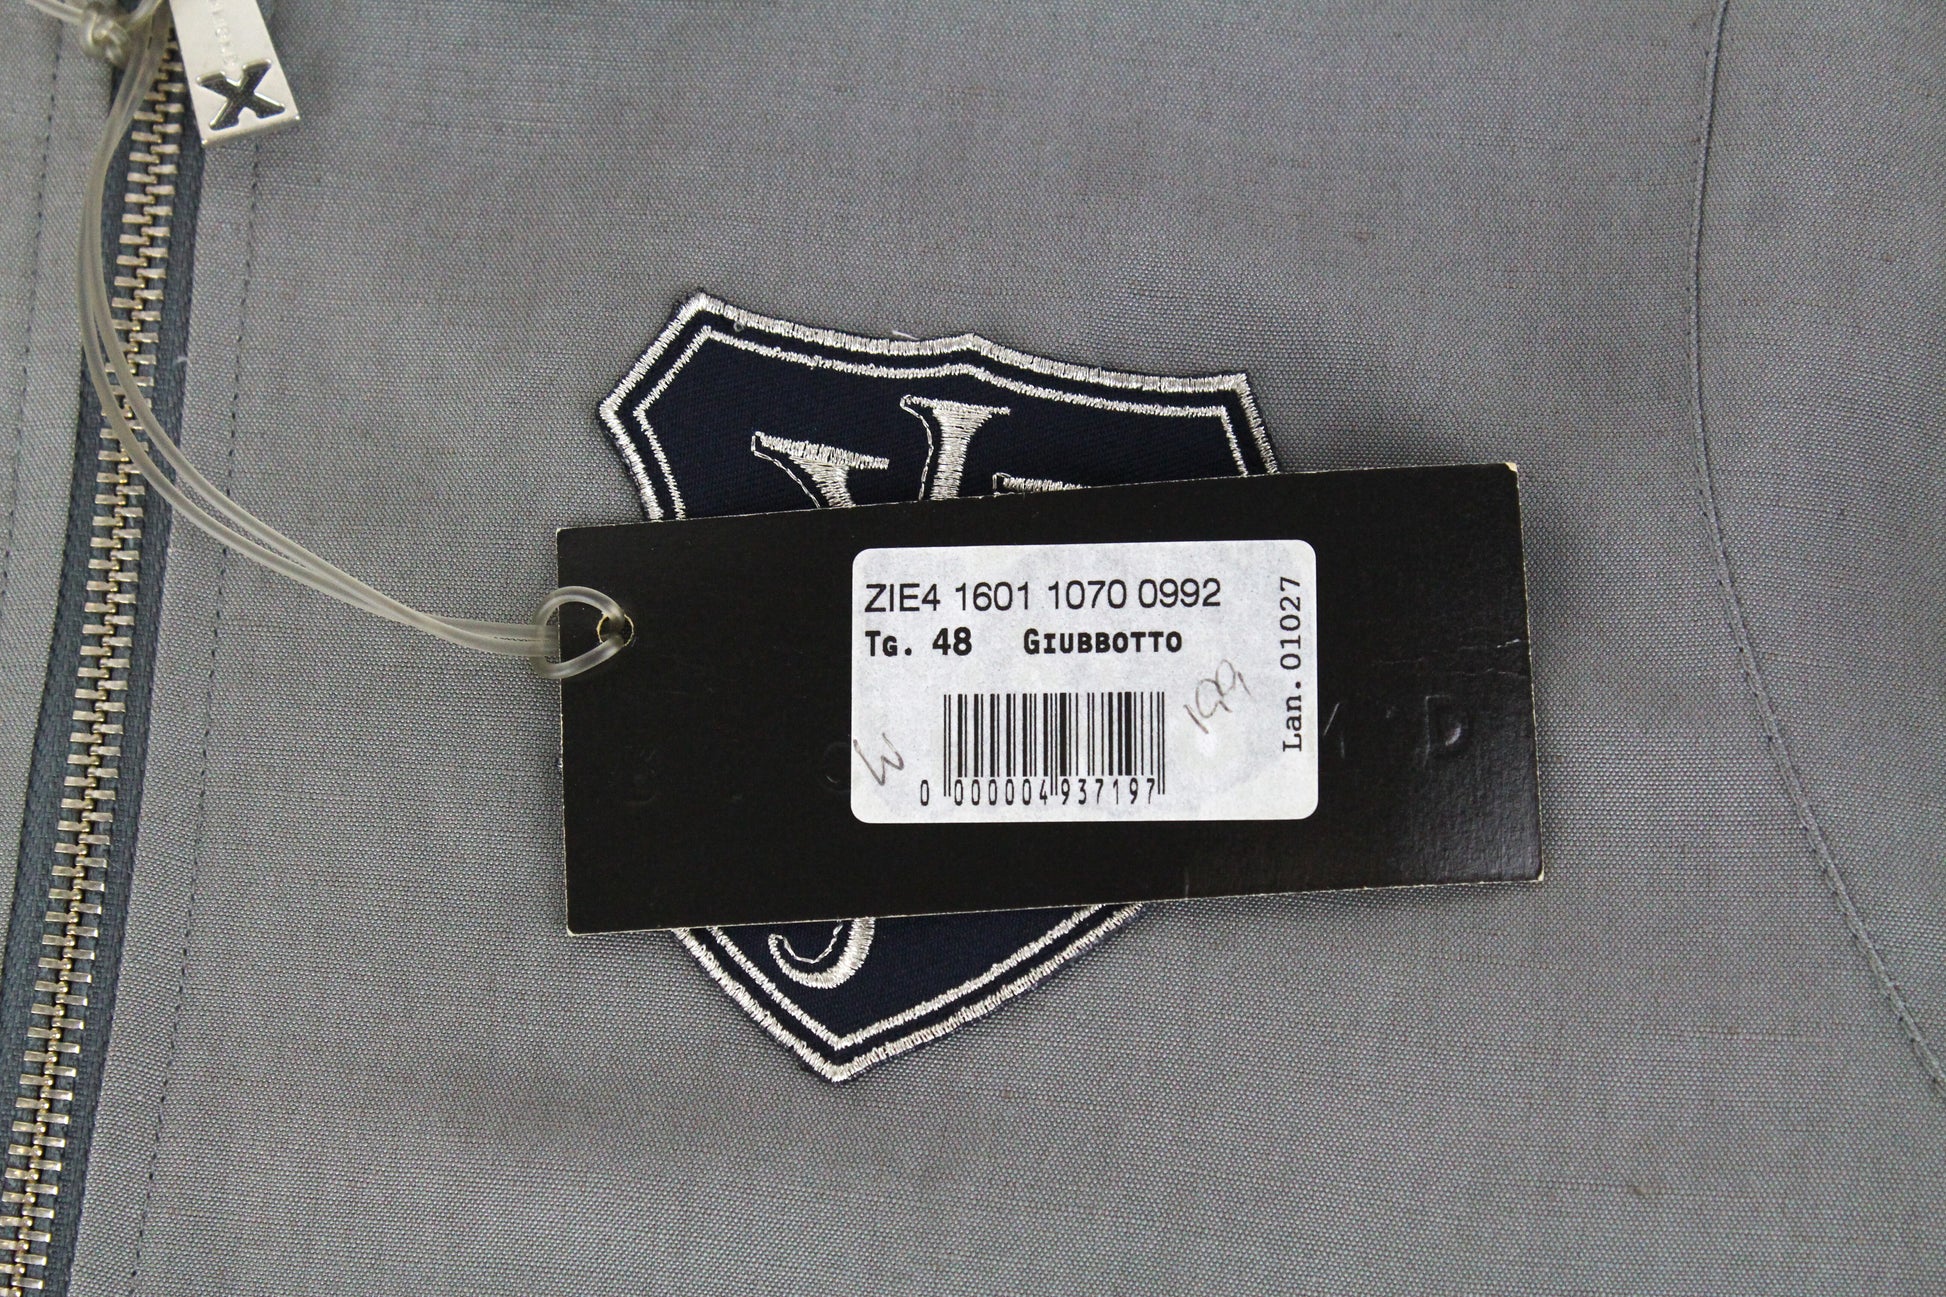 X
ZIE4 1601 1070 0992
TG. 48 GIUBBOTTO
Lan. 01027
0 000004 937197